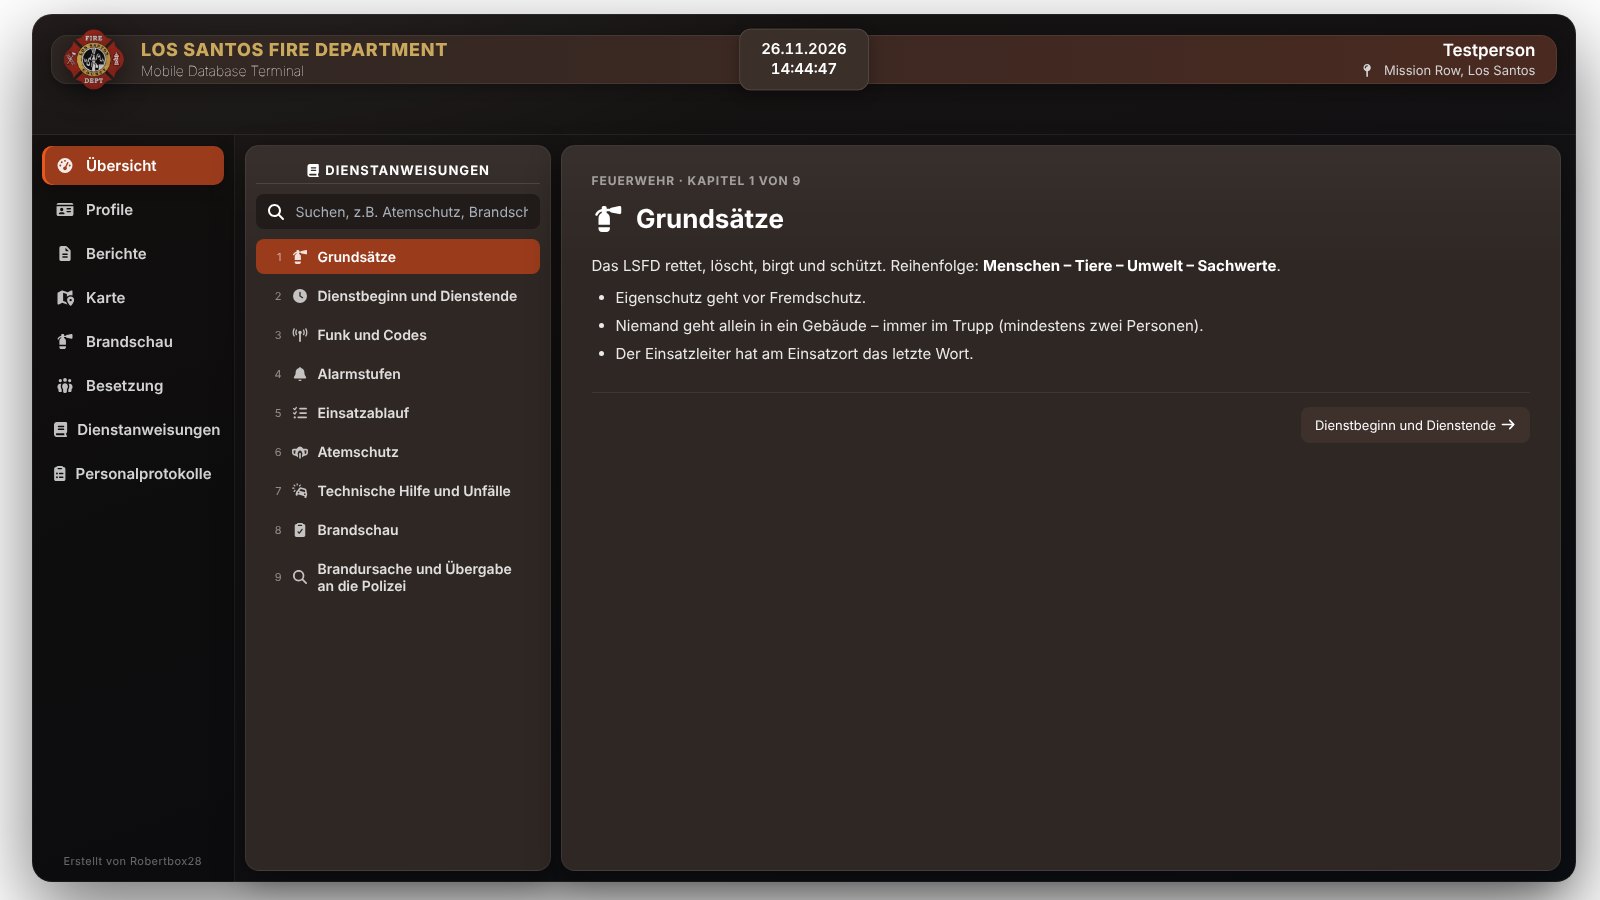 FIRE
DEPT
LOS SANTOS FIRE DEPARTMENT
Mobile Database Terminal
26.11.2026
14:44:47
Testperson
Mission Row, Los Santos
Übersicht
Profile
Berichte
Karte
Brandschau
Besetzung
Dienstanweisungen
Personalprotokolle
Erstellt von Robertbox28
DIENSTANWEISUNGEN
Suchen, z.B. Atemschutz, Brandsch
1 Grundsätze
2 Dienstbeginn und Dienstende
3 Funk und Codes
4 Alarmstufen
5 Einsatzablauf
6 Atemschutz
7 Technische Hilfe und Unfälle
8 Brandschau
9 Brandursache und Übergabe
an die Polizei
FEUERWEHR · KAPITEL 1 VON 9
Grundsätze
Das LSFD rettet, löscht, birgt und schützt. Reihenfolge: Menschen – Tiere – Umwelt – Sachwerte.
• Eigenschutz geht vor Fremdschutz.
• Niemand geht allein in ein Gebäude – immer im Trupp (mindestens zwei Personen).
• Der Einsatzleiter hat am Einsatzort das letzte Wort.
Dienstbeginn und Dienstende →